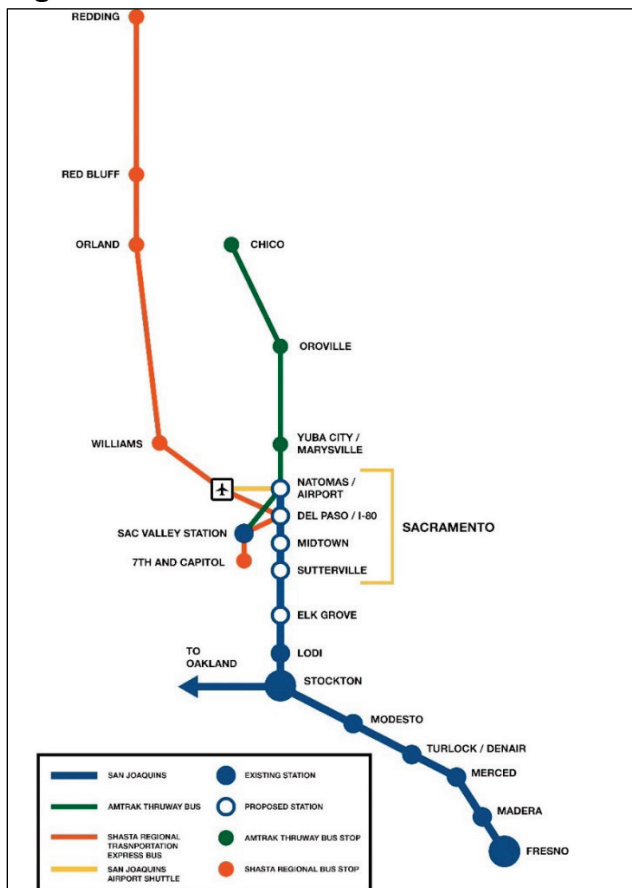 REDDING
RED BLUFF
ORLAND
CHICO
OROVILLE
WILLIAMS
YUBA CITY /
MARYSVILLE
NATOMAS /
AIRPORT
DEL PASO / I-80
SAC VALLEY STATION
SACRAMENTO
MIDTOWN
7TH AND CAPITOL
SUTTERVILLE
ELK GROVE
LODI
TO
OAKLAND
STOCKTON
MODESTO
TURLOCK / DENAIR
MERCED
MADERA
FRESNO
SAN JOAQUINS
EXISTING STATION
AMTRAK THRUWAY BUS
PROPOSED STATION
SHASTA REGIONAL
TRASNPORTATION
EXPRESS BUS
AMTRAK THRUWAY BUS STOP
SAN JOAQUINS
AIRPORT SHUTTLE
SHASTA REGIONAL BUS STOP